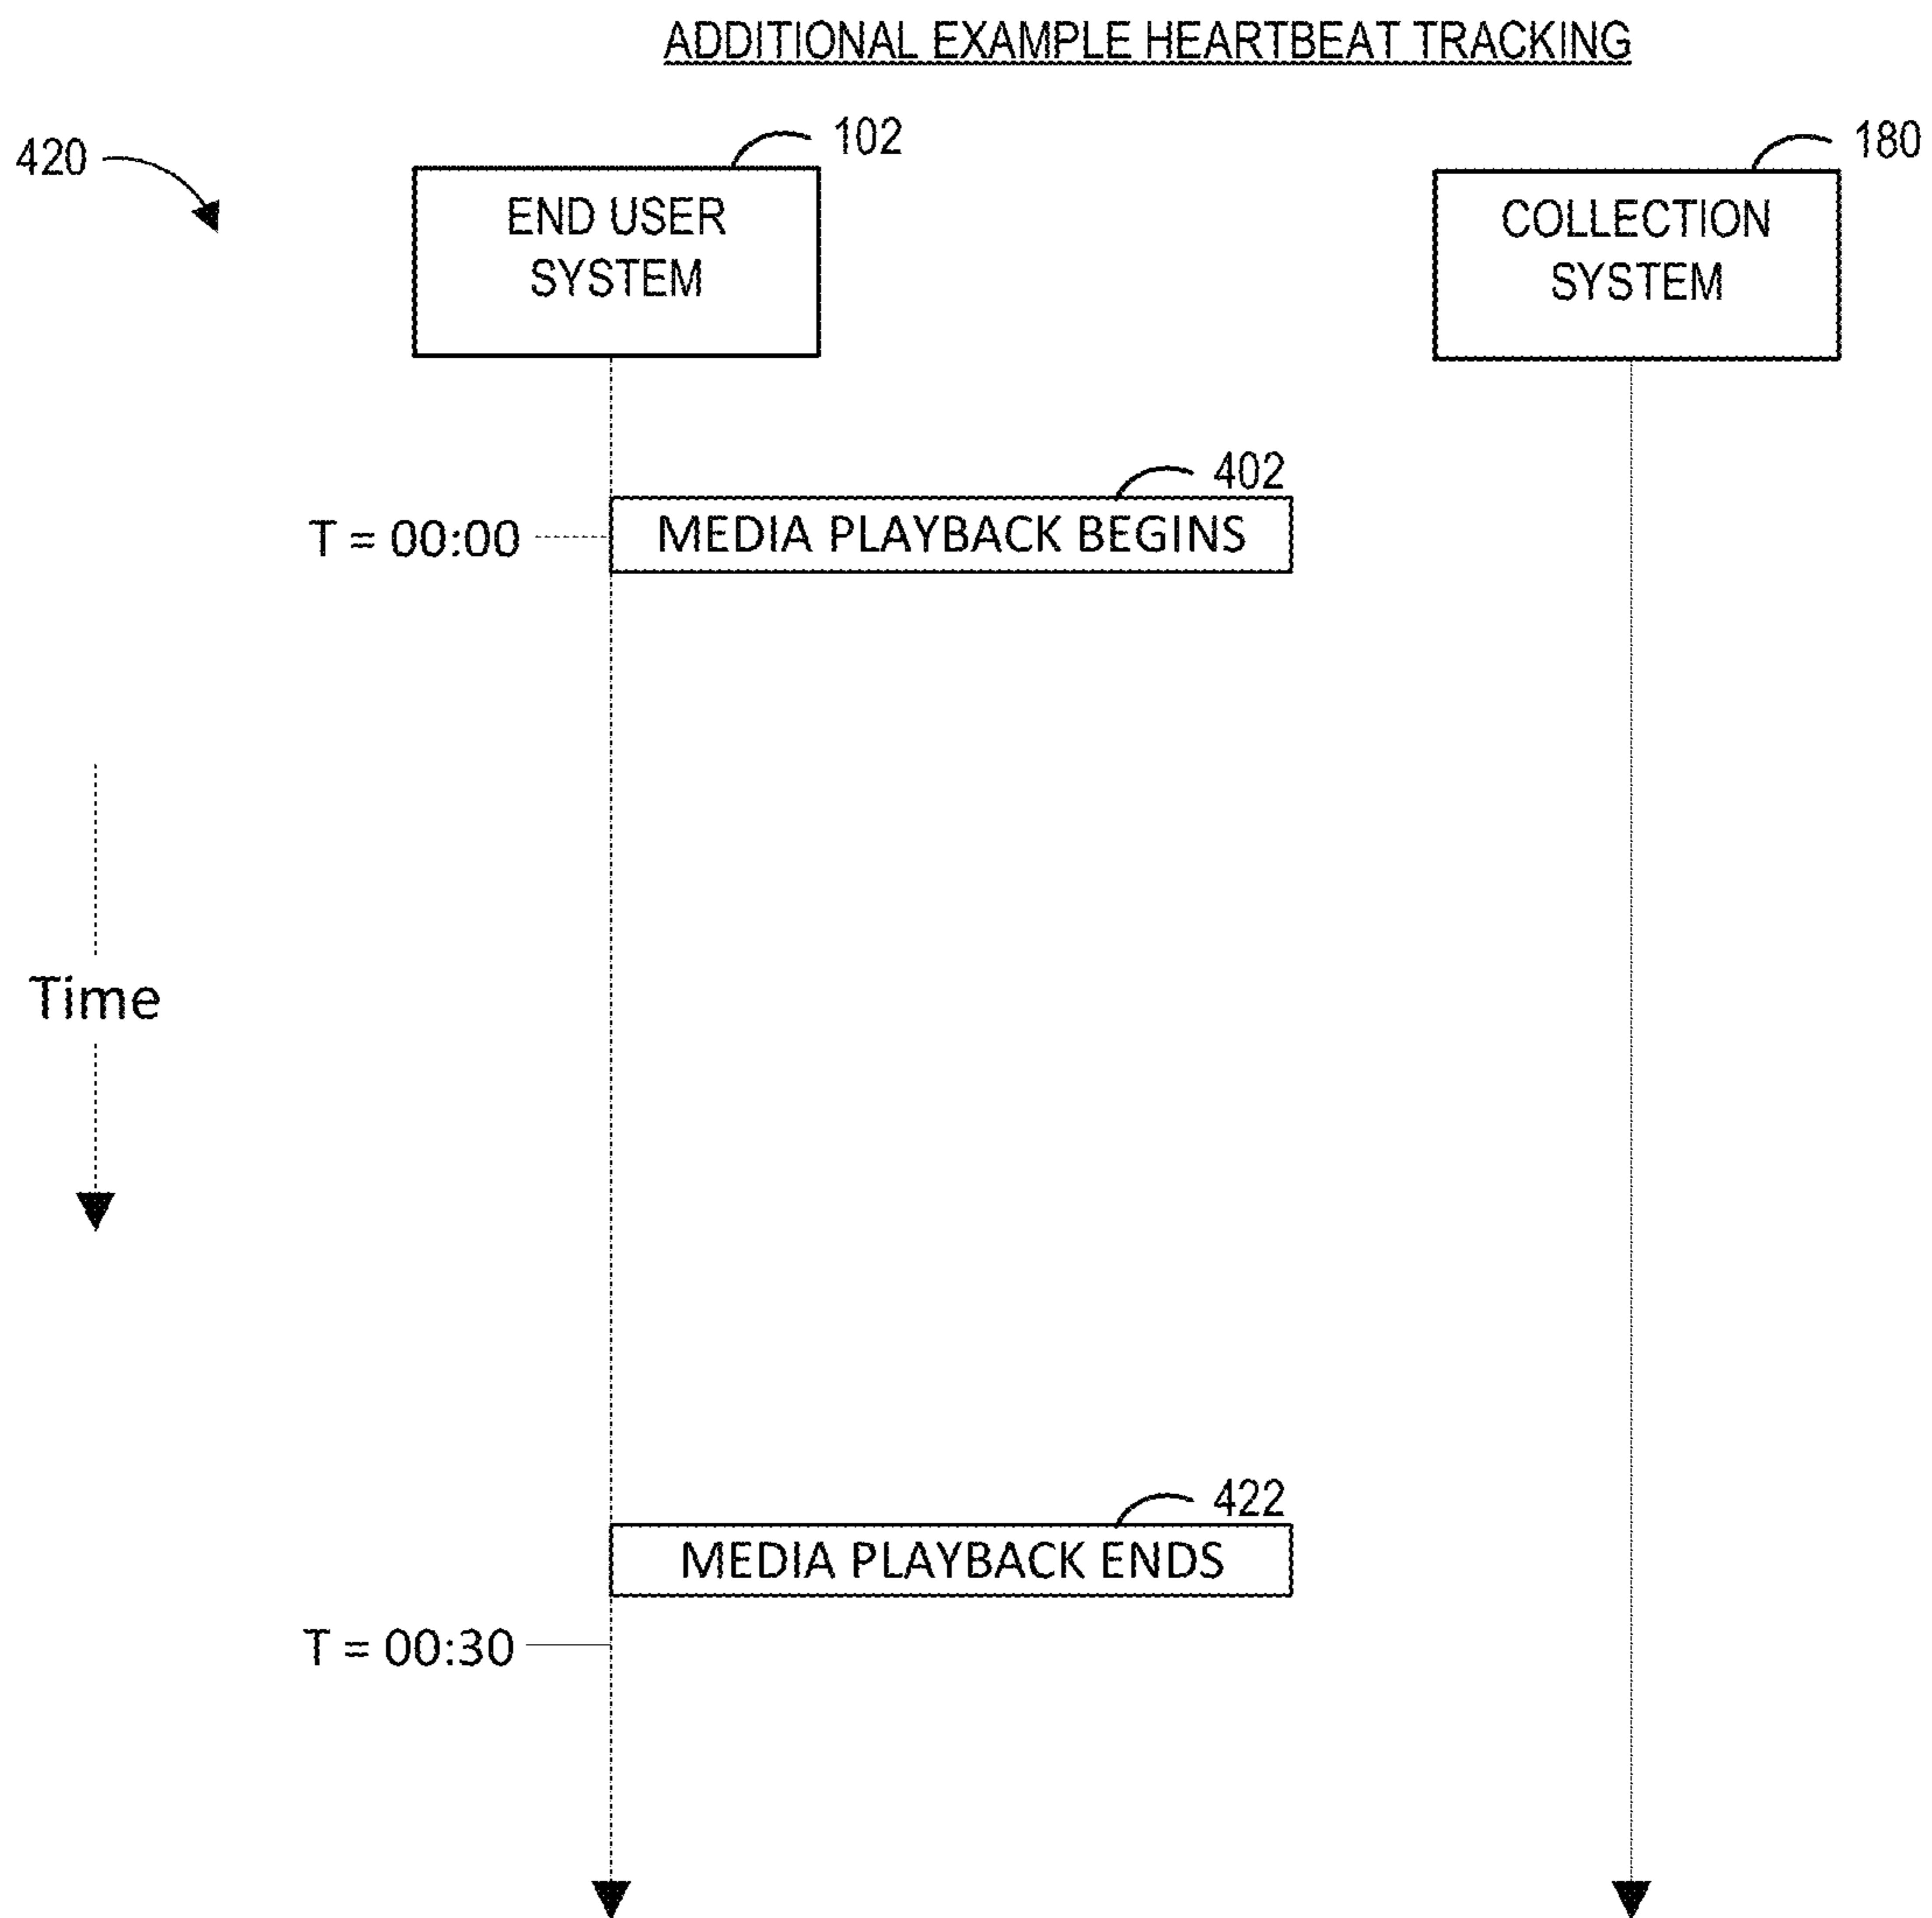 ADDITIONAL EXAMPLE HEARTBEAT TRACKING
420
102
180
END USER
SYSTEM
COLLECTION
SYSTEM
402
T = 00:00
MEDIA PLAYBACK BEGINS
Time
422
MEDIA PLAYBACK ENDS
T = 00:30